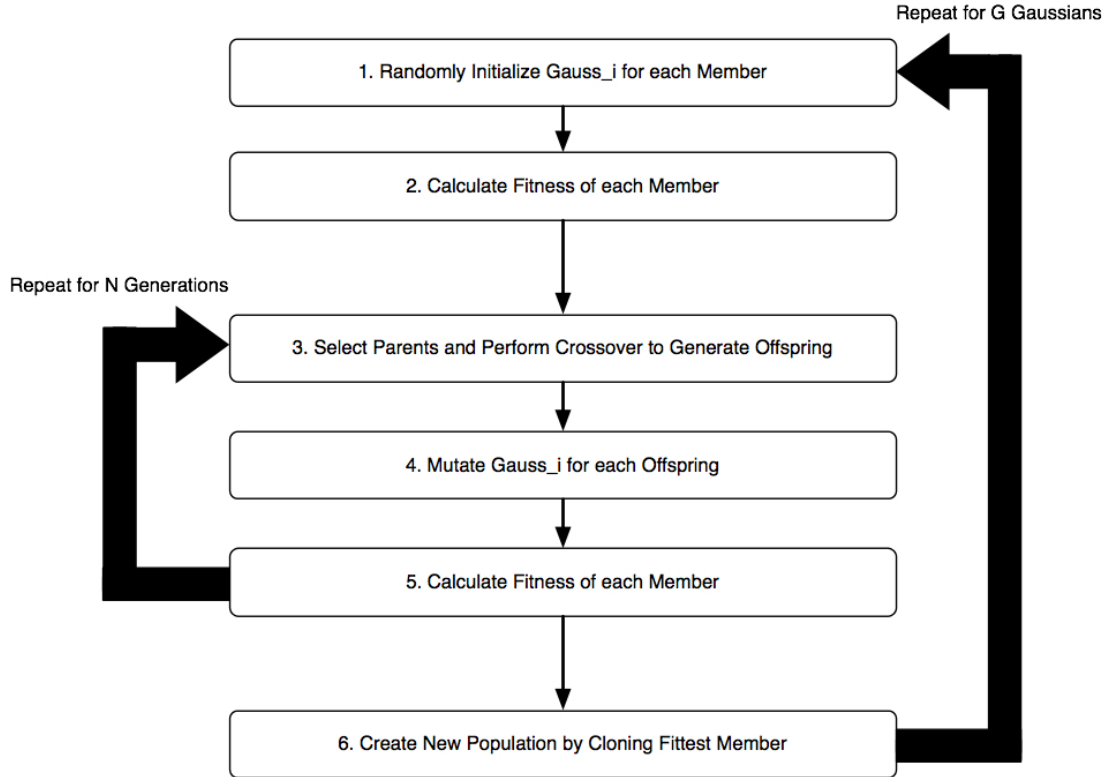 Repeat for G Gaussians
1. Randomly Initialize Gauss_i for each Member
2. Calculate Fitness of each Member
Repeat for N Generations
3. Select Parents and Perform Crossover to Generate Offspring
4. Mutate Gauss_i for each Offspring
5. Calculate Fitness of each Member
6. Create New Population by Cloning Fittest Member